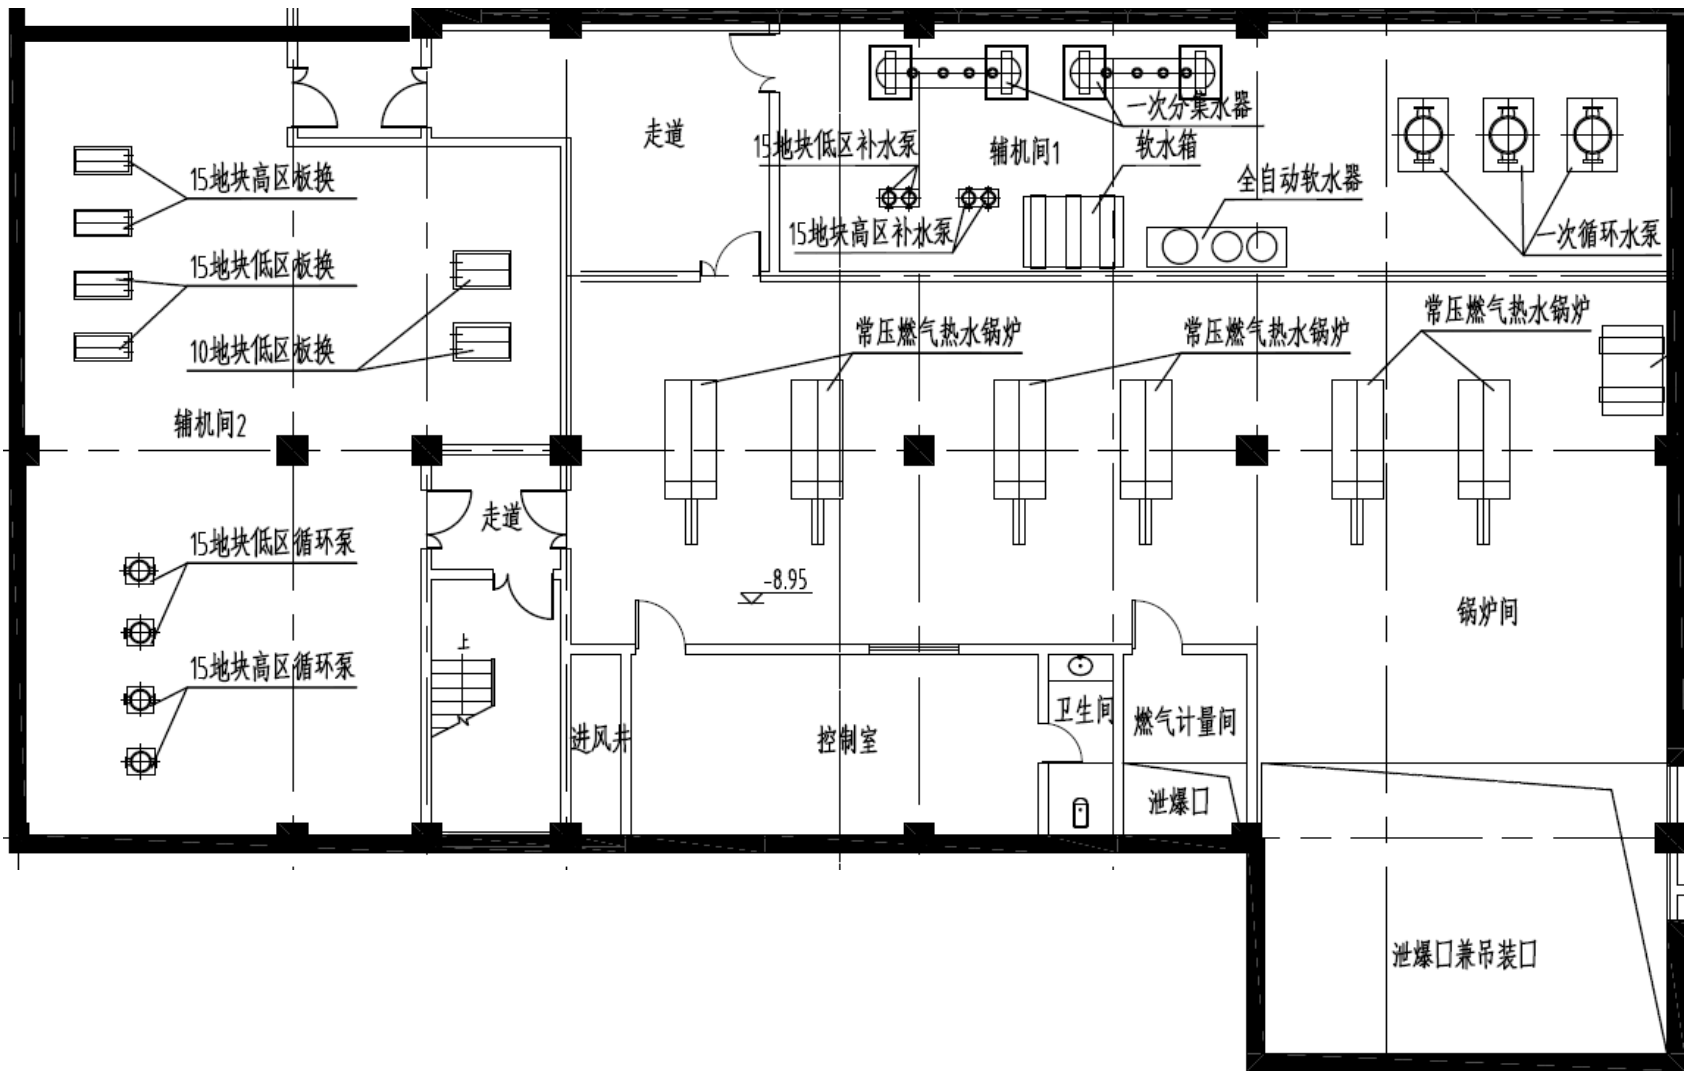 一次分集水器
走道
15地块低区补水泵
辅机间1
软水箱
15地块高区板换
全自动软水器
15地块高区补水泵
一次循环水泵
15地块低区板换
常压燃气热水锅炉
常压燃气热水锅炉
常压燃气热水锅炉
10地块低区板换
辅机间2
走道
15地块低区循环泵
-8.95
锅炉间
上
15地块高区循环泵
进风井
控制室
卫生间
燃气计量间
泄爆口
泄爆口兼吊装口